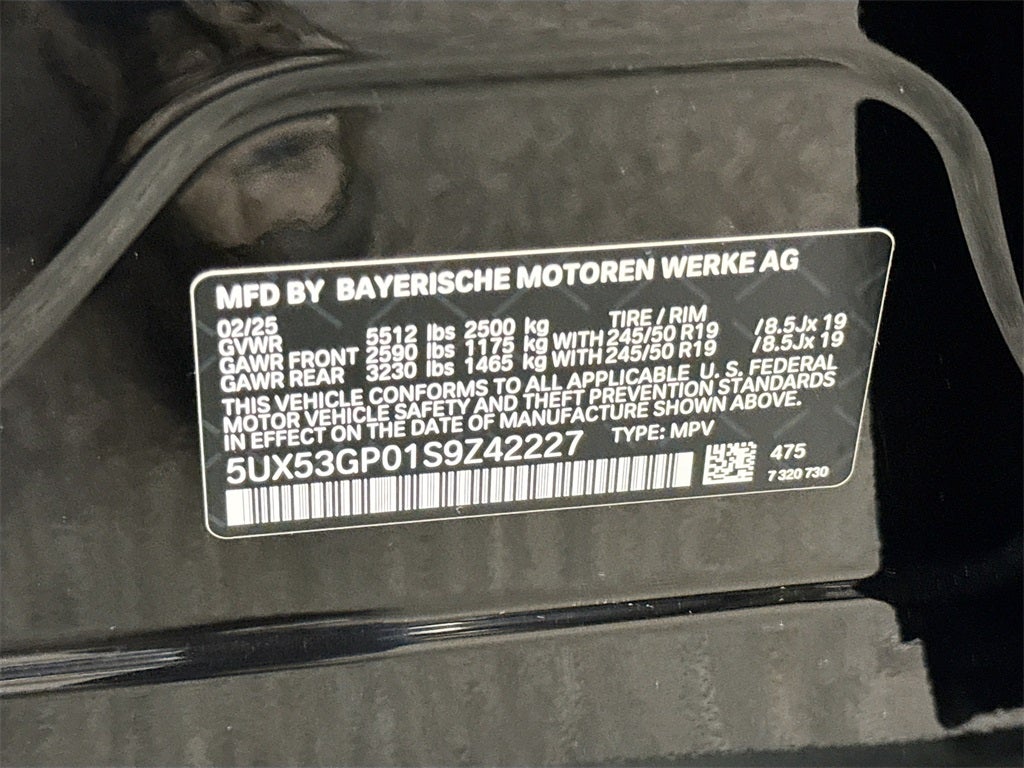 MFD BY BAYERISCHE MOTOREN WERKE AG
02/25 TIRE / RIM
GVWR 5512 lbs 2500 kg
GAWR FRONT 2590 lbs 1175 kg WITH 245/50 R19 /8.5Jx 19
GAWR REAR 3230 lbs 1465 kg WITH 245/50 R19 /8.5Jx 19
THIS VEHICLE CONFORMS TO ALL APPLICABLE U. S. FEDERAL
MOTOR VEHICLE SAFETY AND THEFT PREVENTION STANDARDS
IN EFFECT ON THE DATE OF MANUFACTURE SHOWN ABOVE.
5UX53GP01S9Z42227 TYPE: MPV
475
7 320 730